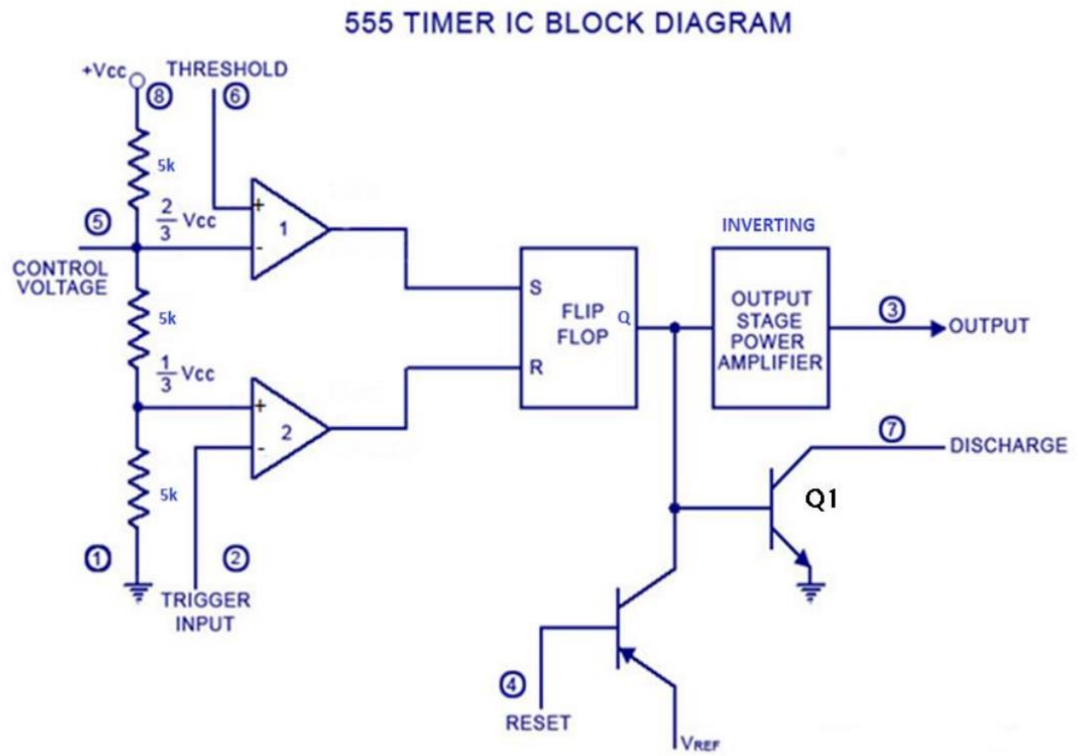 555 TIMER IC BLOCK DIAGRAM
+Vcc
8
THRESHOLD
6
5k
5
2/3 Vcc
+
-
1
CONTROL
VOLTAGE
5k
1/3 Vcc
+
-
2
5k
1
2
TRIGGER
INPUT
S
FLIP
FLOP
Q
R
INVERTING
OUTPUT
STAGE
POWER
AMPLIFIER
3
OUTPUT
7
DISCHARGE
Q1
4
RESET
VREF